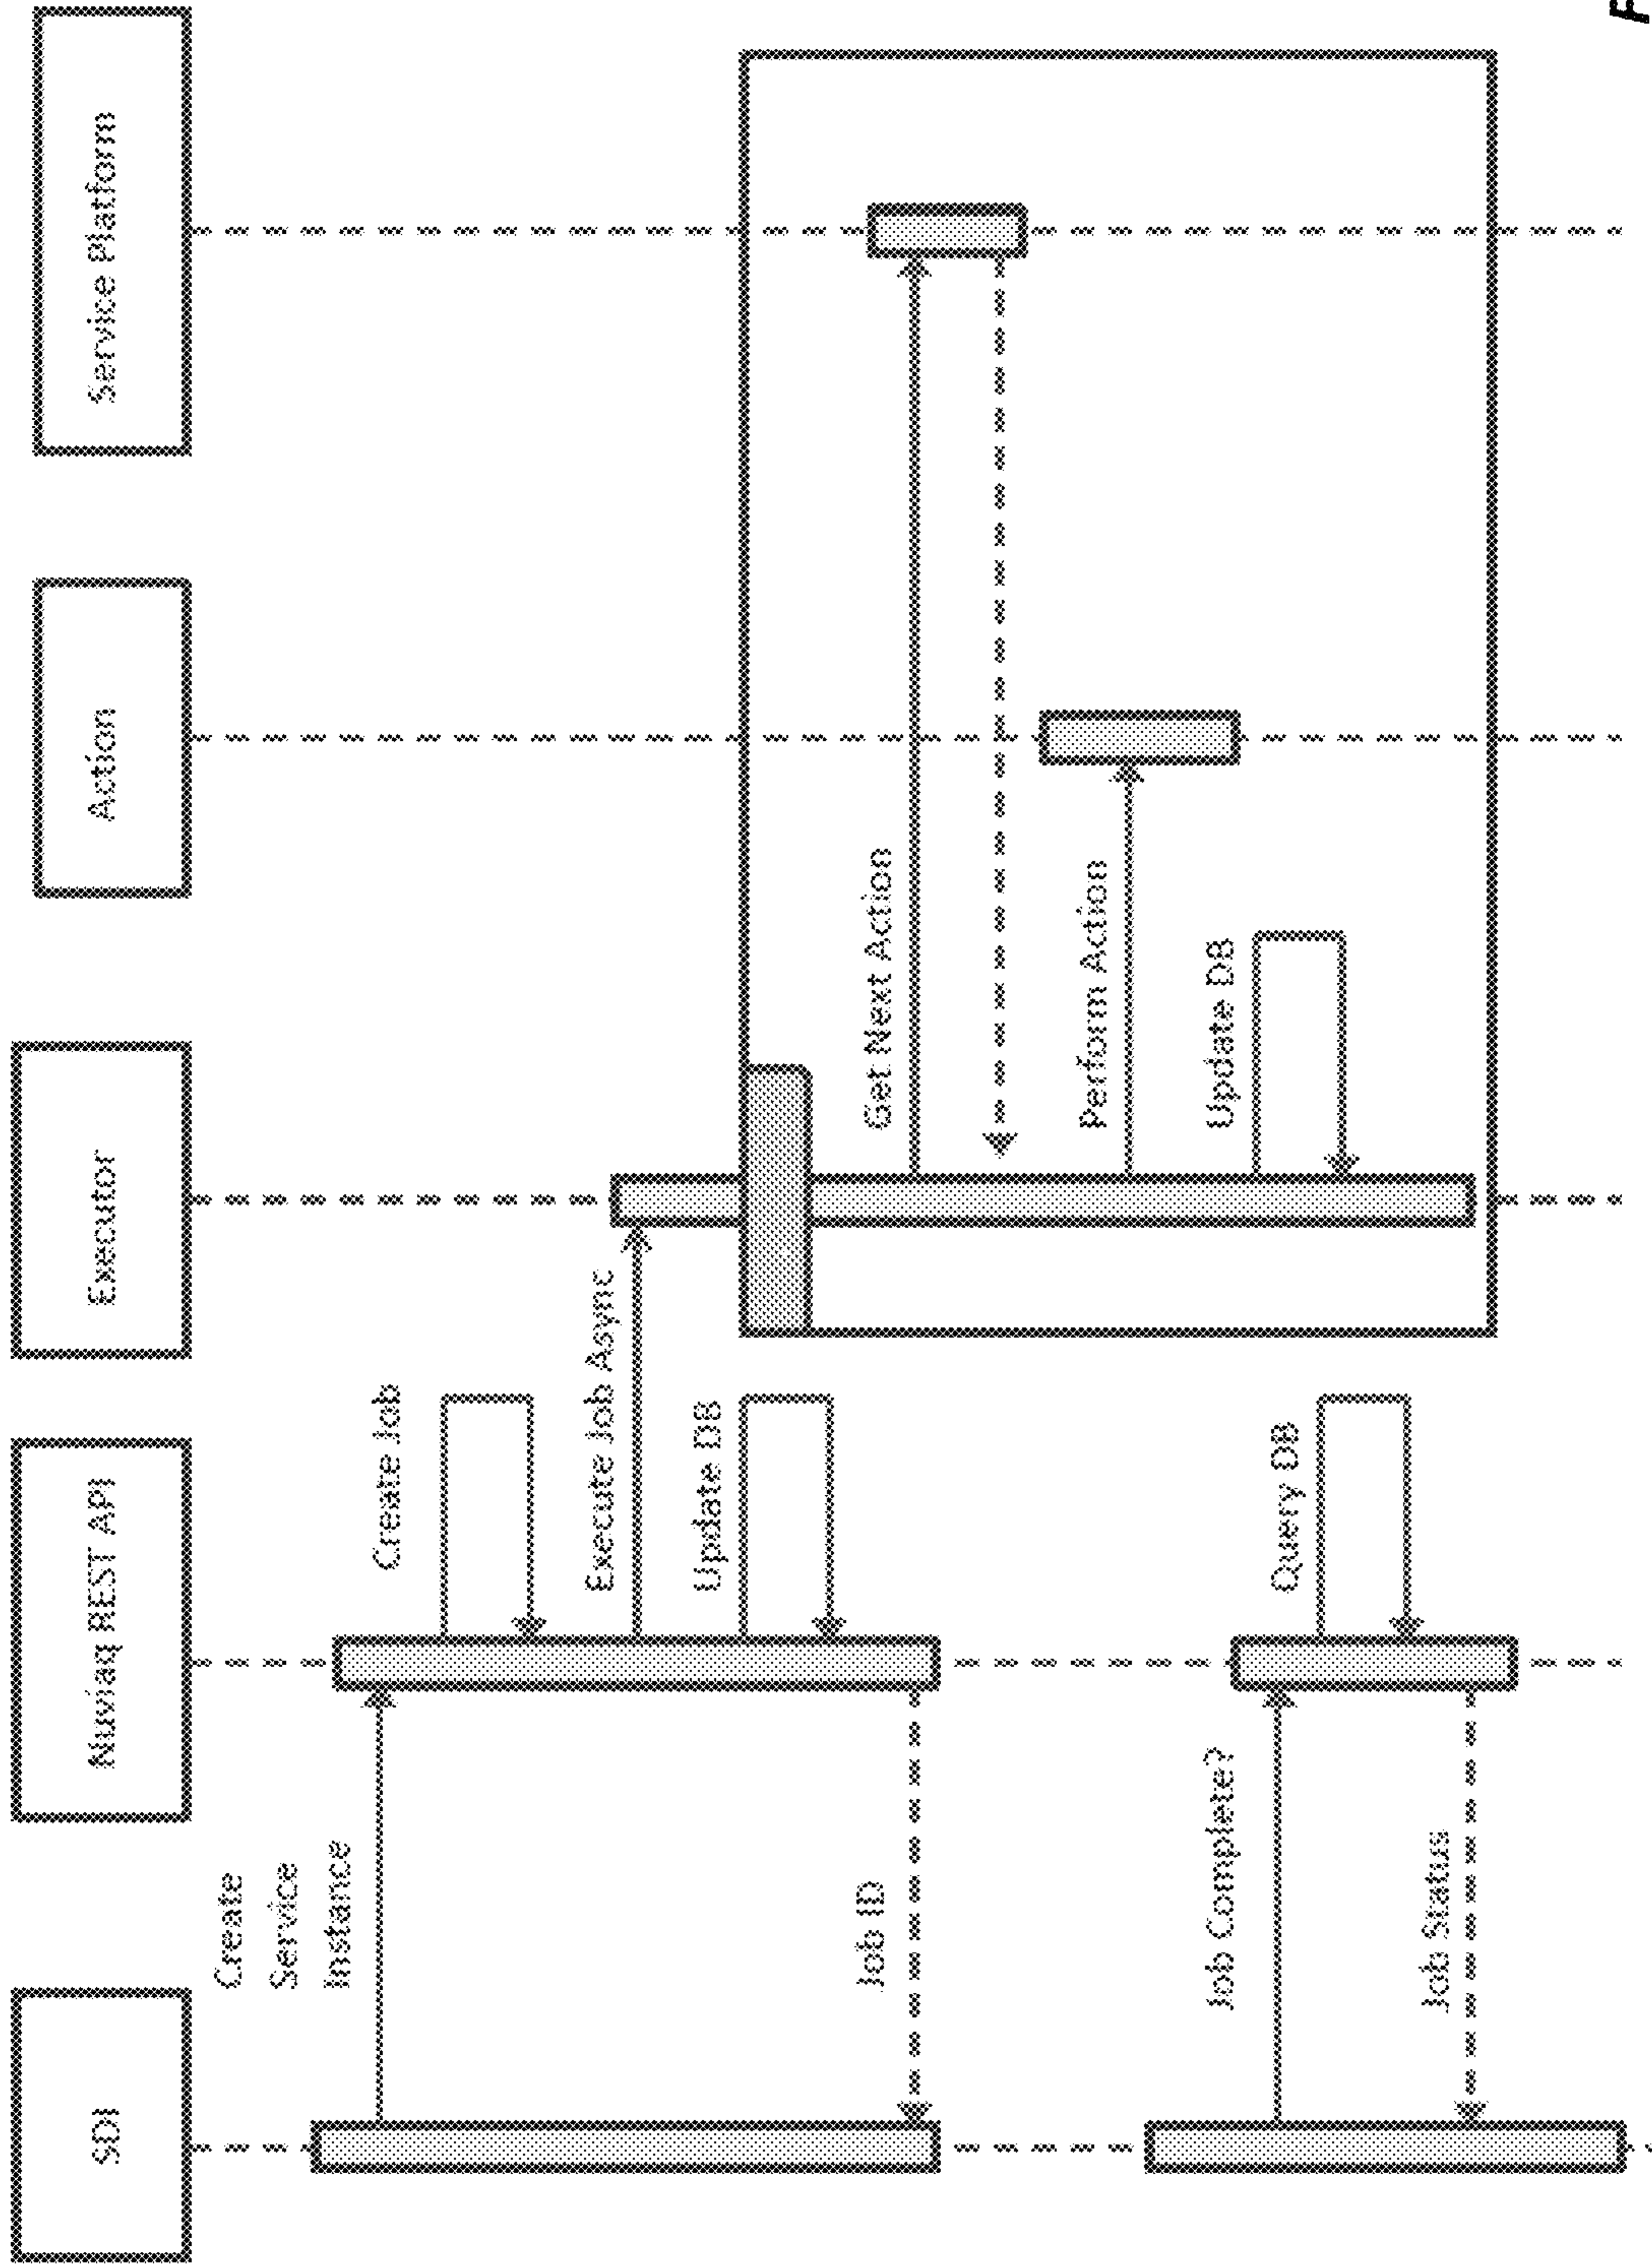 SDI
Nuviaq REST API
Executor
Action
Service Platform
Create
Service
Instance
Create Job
Execute Job Async
Update DB
Get Next Action
Job ID
Perform Action
Update DB
Job Complete?
Query DB
Job Status
F